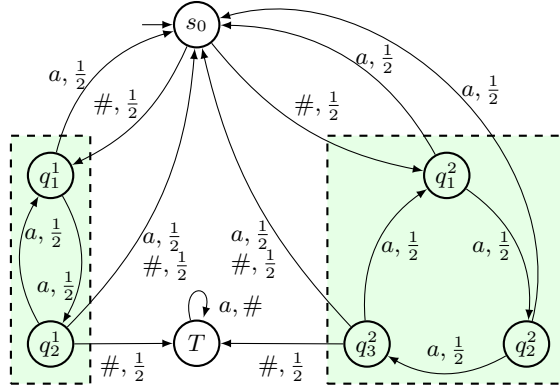 s₀
a, 1/2
#, 1/2
#, 1/2
a, 1/2
a, 1/2
q₁¹
q₁²
a, 1/2
a, 1/2
a, 1/2
#, 1/2
a, 1/2
#, 1/2
a, 1/2
a, 1/2
a, #
q₂¹
T
q₃²
q₂²
#, 1/2
#, 1/2
a, 1/2